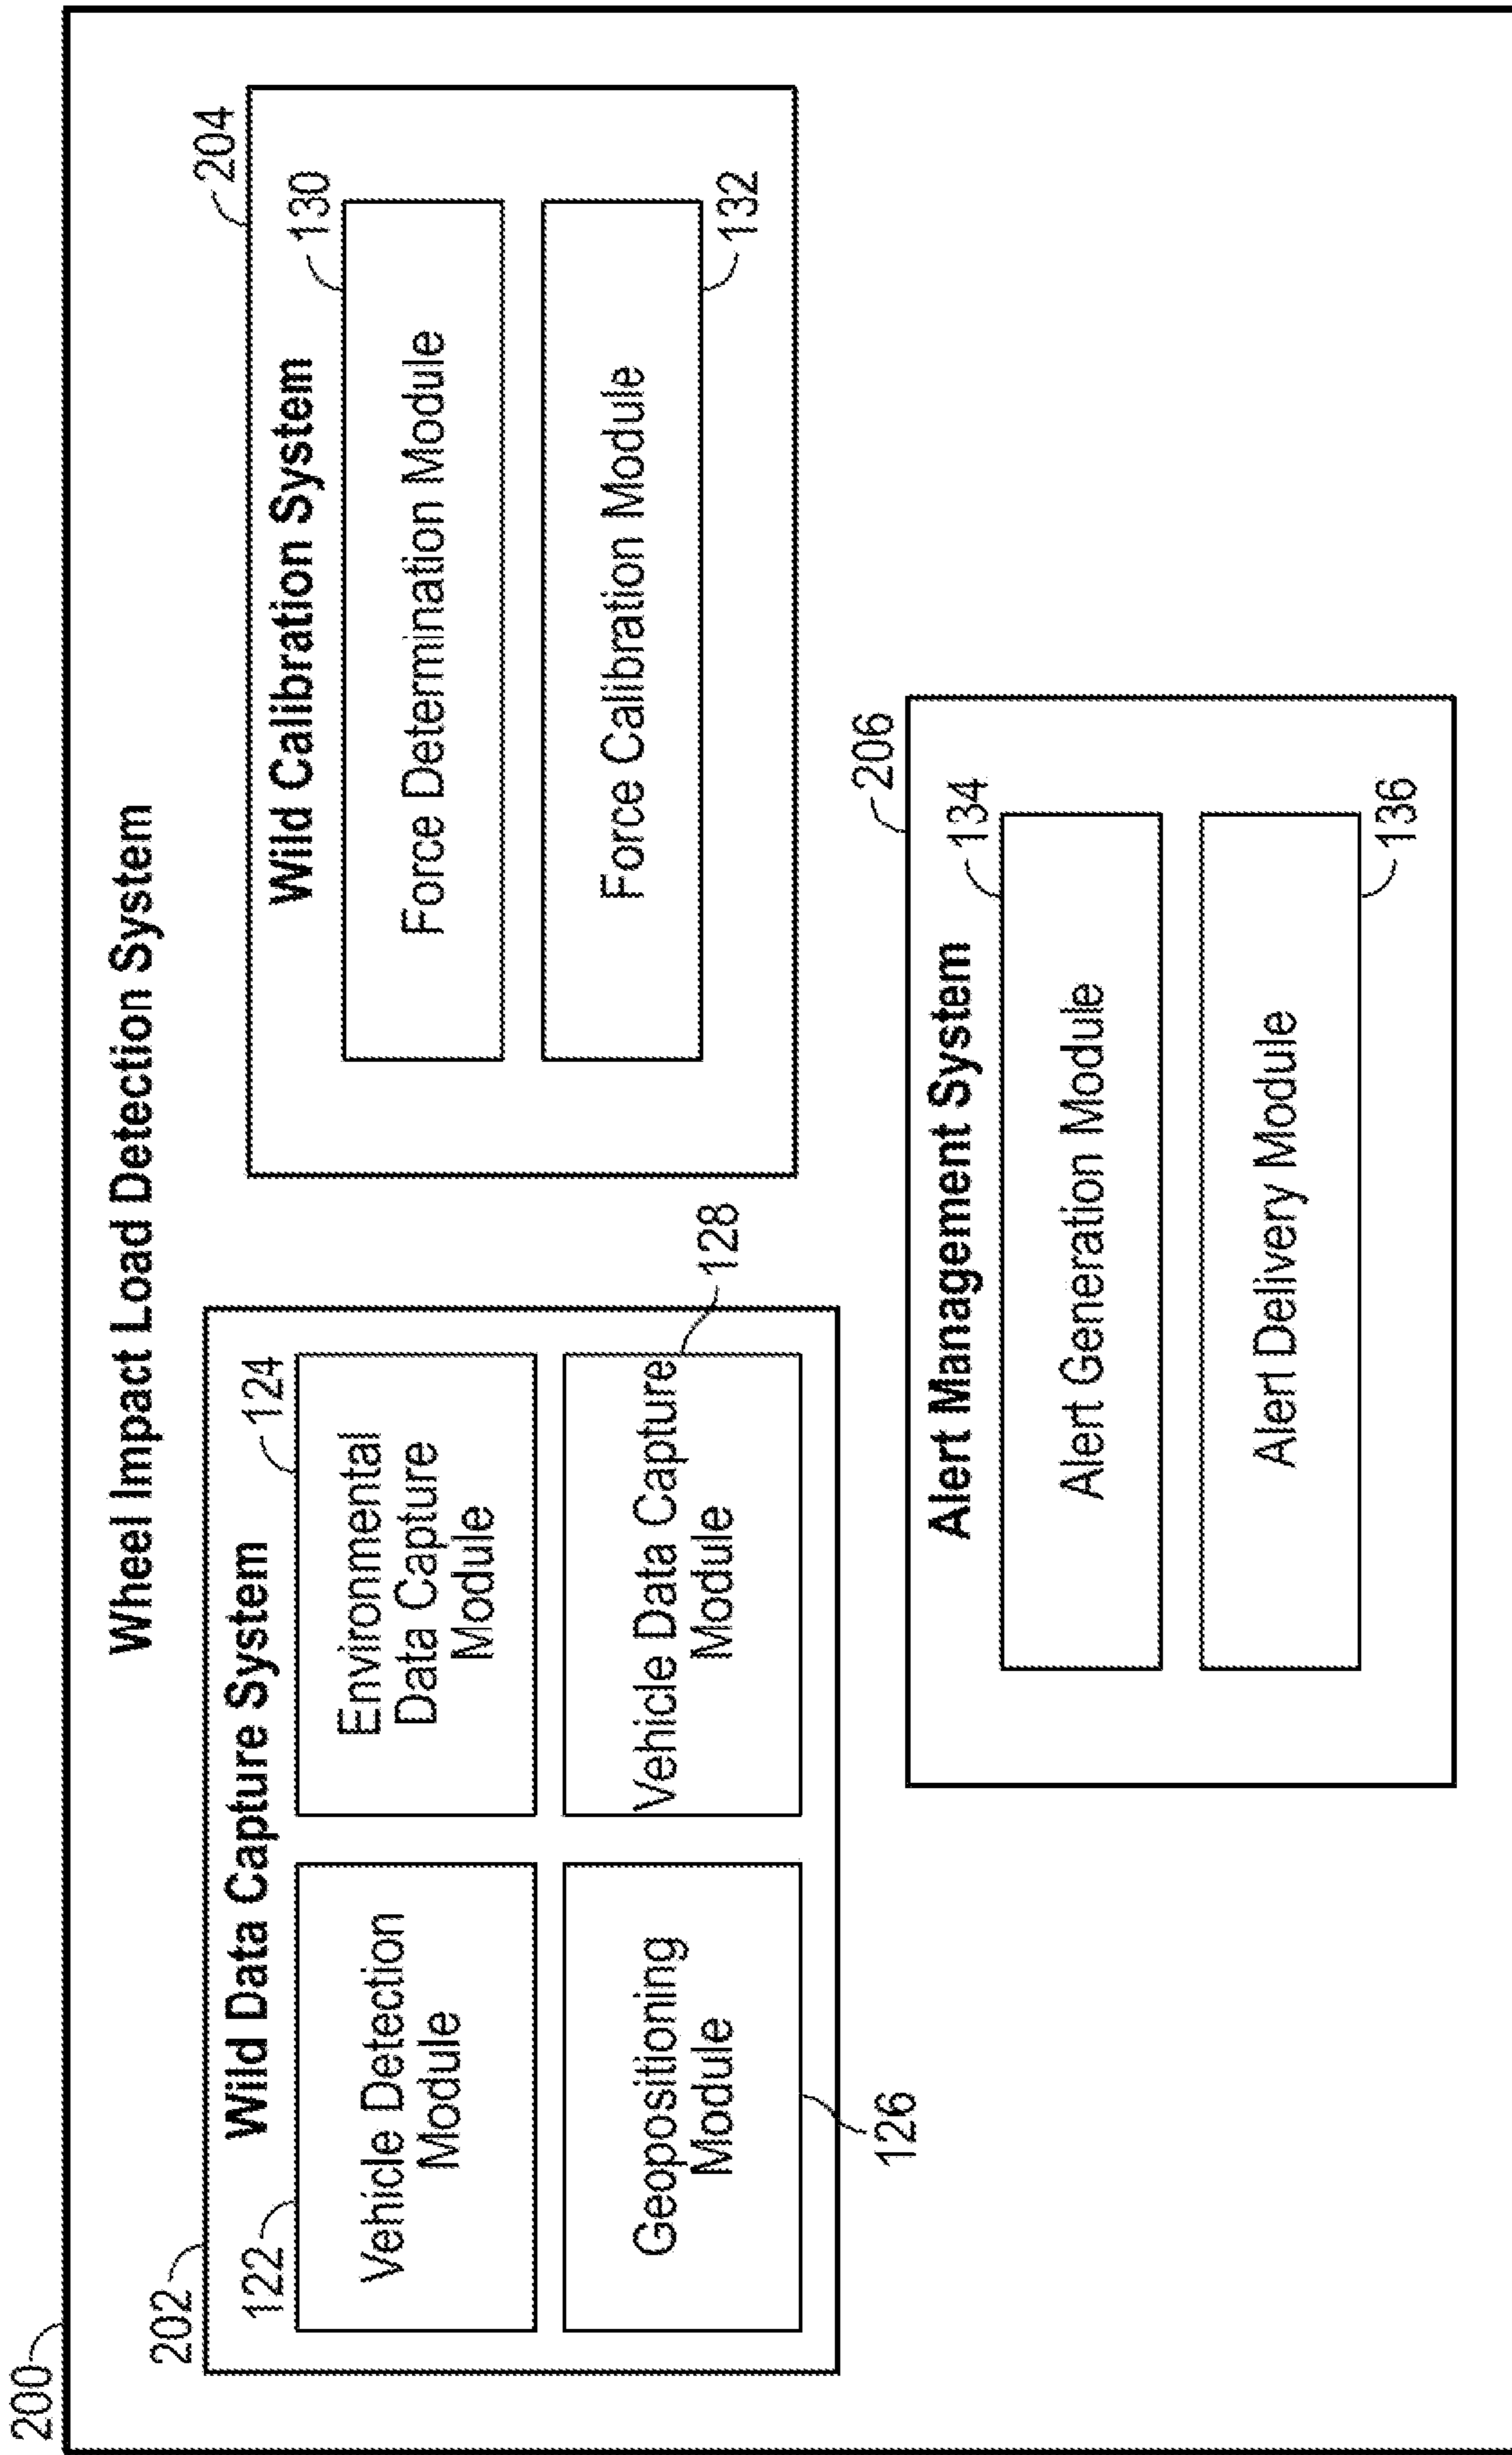 200
Wheel Impact Load Detection System
202
Wild Data Capture System
122
Vehicle Detection
Module
124
Environmental
Data Capture
Module
Geopositioning
Module
126
Vehicle Data Capture
Module
128
204
Wild Calibration System
130
Force Determination Module
Force Calibration Module
132
206
Alert Management System
134
Alert Generation Module
Alert Delivery Module
136